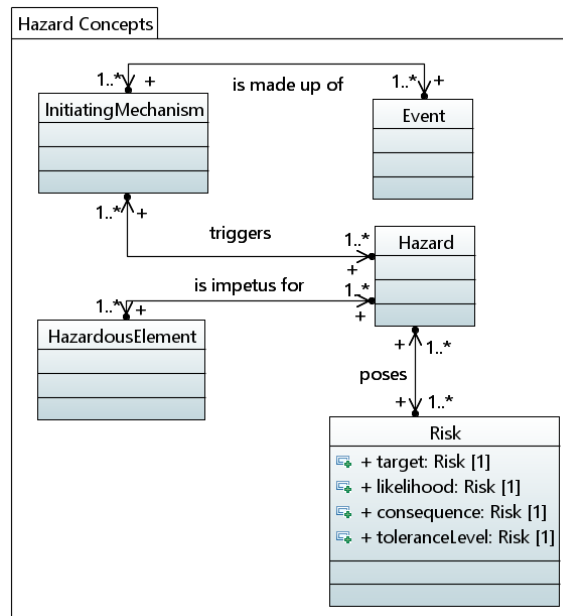 Hazard Concepts
1..* + is made up of 1..* +
InitiatingMechanism
Event
1..* +
triggers
1..*
+
Hazard
is impetus for
1..*
+
1..* +
HazardousElement
+ 1..*
poses
+ 1..*
Risk
+ target: Risk [1]
+ likelihood: Risk [1]
+ consequence: Risk [1]
+ toleranceLevel: Risk [1]